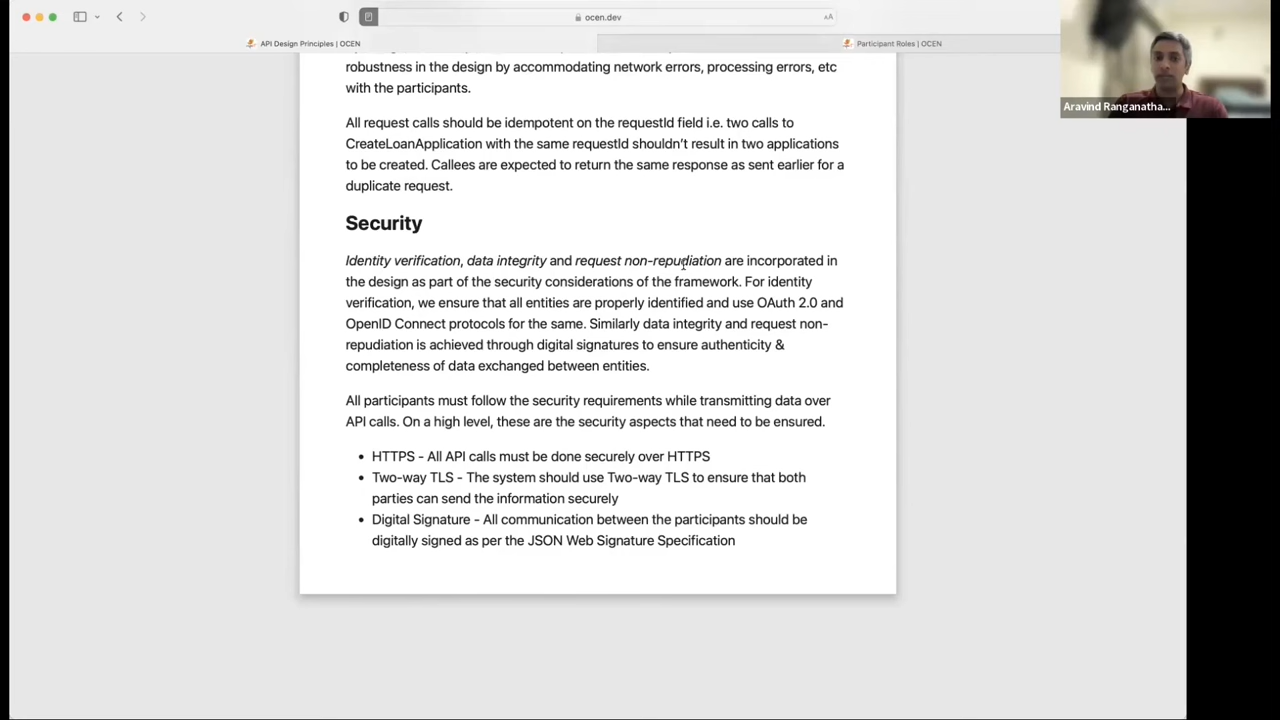 ocen.dev
AA
API Design Principles | OCEN
Participant Roles | OCEN
Aravind Ranganatha...
robustness in the design by accommodating network errors, processing errors, etc
with the participants.
All request calls should be idempotent on the requestId field i.e. two calls to
CreateLoanApplication with the same requestId shouldn’t result in two applications
to be created. Callees are expected to return the same response as sent earlier for a
duplicate request.
Security
Identity verification, data integrity and request non-repudiation are incorporated in
the design as part of the security considerations of the framework. For identity
verification, we ensure that all entities are properly identified and use OAuth 2.0 and
OpenID Connect protocols for the same. Similarly data integrity and request non-
repudiation is achieved through digital signatures to ensure authenticity &
completeness of data exchanged between entities.
All participants must follow the security requirements while transmitting data over
API calls. On a high level, these are the security aspects that need to be ensured.
• HTTPS - All API calls must be done securely over HTTPS
• Two-way TLS - The system should use Two-way TLS to ensure that both
parties can send the information securely
• Digital Signature - All communication between the participants should be
digitally signed as per the JSON Web Signature Specification